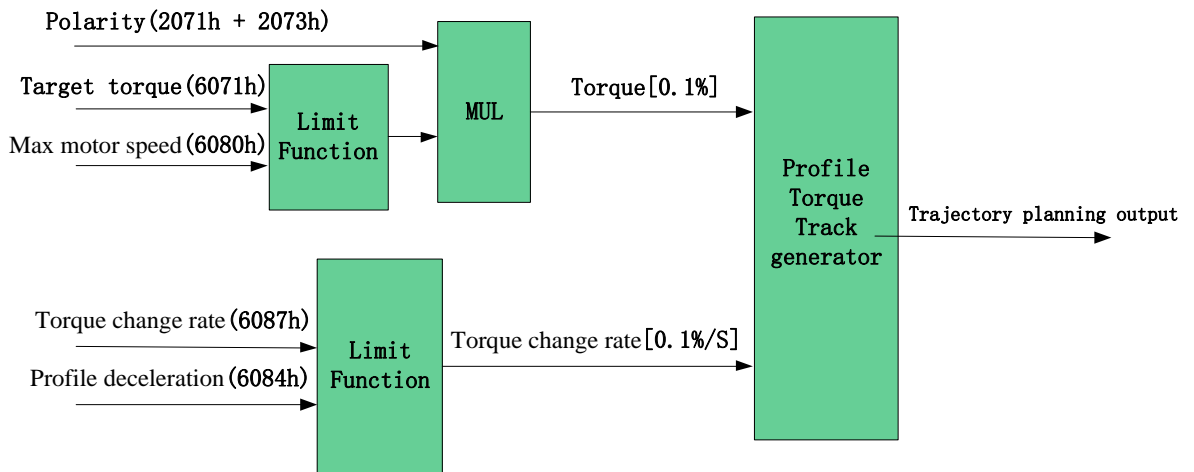 Polarity(2071h + 2073h)
Target torque(6071h)
Max motor speed(6080h)
Limit
Function
MUL
Torque[0.1%]
Profile
Torque
Track
generator
Trajectory planning output
Torque change rate(6087h)
Profile deceleration(6084h)
Limit
Function
Torque change rate[0.1%/S]